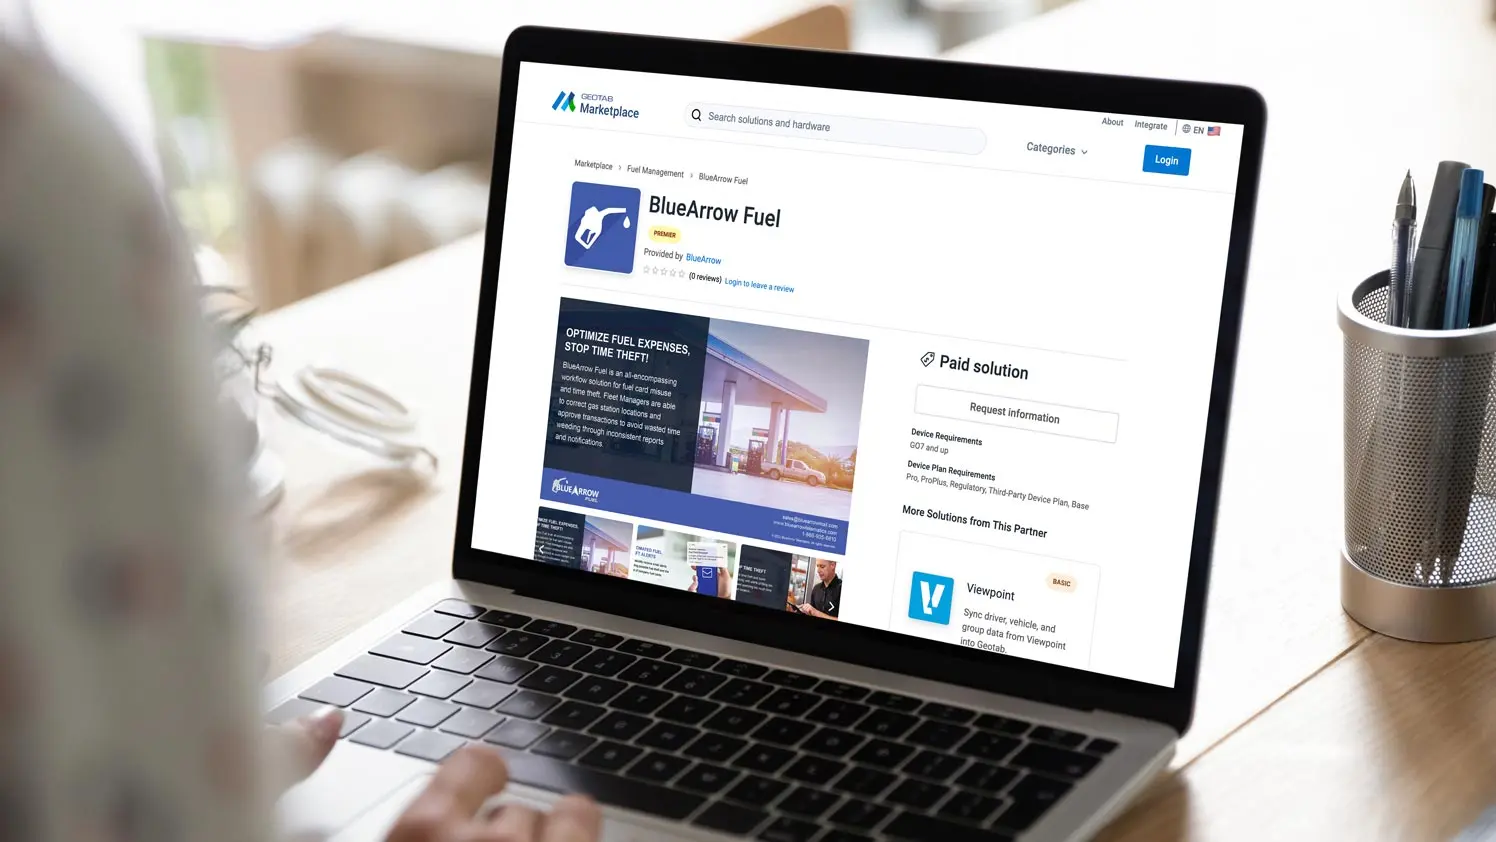 GEOTAB
Marketplace
Search solutions and hardware
About
Integrate
EN
Categories
Login
Marketplace > Fuel Management > BlueArrow Fuel
BlueArrow Fuel
PREMIER
Provided by BlueArrow
(0 reviews) Login to leave a review
OPTIMIZE FUEL EXPENSES,
STOP TIME THEFT!
BlueArrow Fuel is an all-encompassing
workflow solution for fuel card misuse
and time theft. Fleet Managers are able
to correct gas station locations and
approve transactions to avoid wasted time
weeding through inconsistent reports
and notifications.
BLUEARROW
FUEL
sales@bluearrowmail.com
www.bluearrowtelematics.com
Paid solution
Request information
Device Requirements
GO7 and up
Device Plan Requirements
Pro, ProPlus, Regulatory, Third-Party Device Plan, Base
More Solutions from This Partner
Viewpoint
BASIC
Sync driver, vehicle, and
group data from Viewpoint
into Geotab.